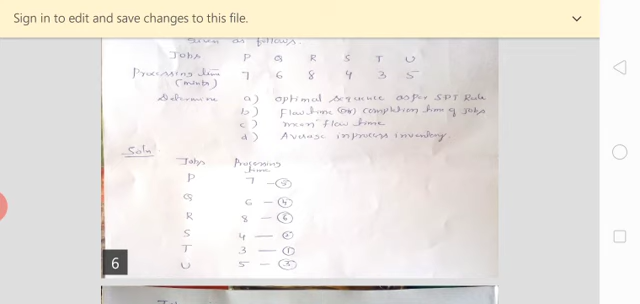 Sign in to edit and save changes to this file.
given as follows.
Jobs P Q R S T U
Processing time 7 6 8 4 3 5
(minuts)
Determine a) optimal sequence as per SPT Rule
b) Flow time (or) completion time of jobs
c) mean flow time
d) Average inprocess inventory.
Soln
Jobs Processing time
P 7 - 5
Q 6 - 4
R 8 - 6
S 4 - 2
T 3 - 1
U 5 - 3
6